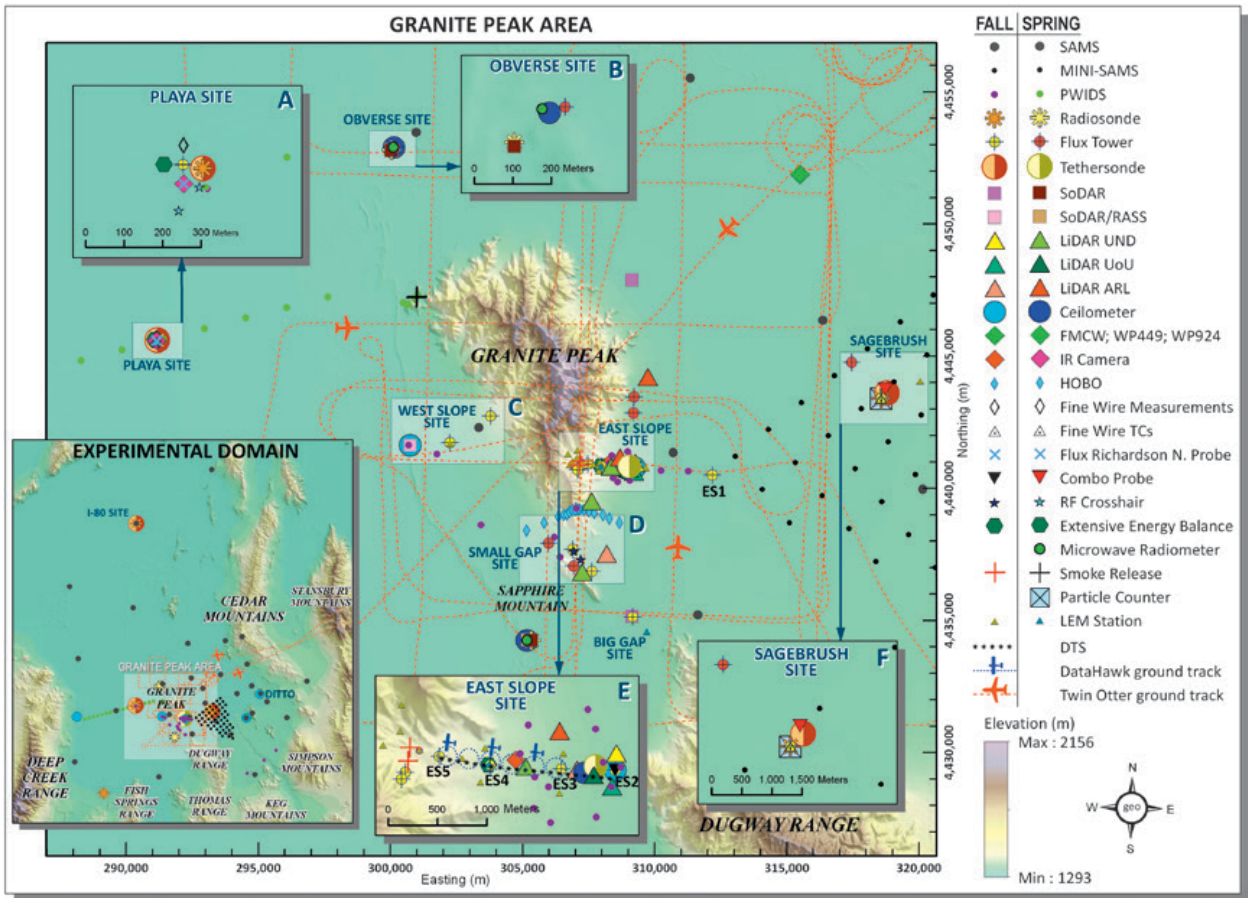 GRANITE PEAK AREA
PLAYA SITE
A
0 100 200 300 Meters
OBVERSE SITE
OBVERSE SITE
B
0 100 200 Meters
PLAYA SITE
GRANITE PEAK
WEST SLOPE
SITE
C
EAST SLOPE
SITE
ES1
SAGEBRUSH
SITE
D
SMALL GAP
SITE
SAPPHIRE
MOUNTAIN
BIG GAP
SITE
EXPERIMENTAL DOMAIN
I-80 SITE
CEDAR
MOUNTAINS
STANSBURY
MOUNTAINS
GRANITE PEAK AREA
GRANITE
PEAK
DITTO
DUGWAY
RANGE
SIMPSON
MOUNTAINS
DEEP
CREEK
RANGE
FISH
SPRINGS
RANGE
THOMAS
RANGE
KEG
MOUNTAINS
EAST SLOPE
SITE
E
ES5
ES4
ES3
ES2
0 500 1,000 Meters
SAGEBRUSH
SITE
F
0 500 1.000 1,500 Meters
DUGWAY RANGE
290,000 295,000 300,000 305,000 310,000 315,000 320,000
Easting (m)
4,455,000
4,450,000
4,445,000
4,440,000
4,435,000
4,430,000
Northing (m)
FALL SPRING
SAMS
MINI-SAMS
PWIDS
Radiosonde
Flux Tower
Tethersonde
SoDAR
SoDAR/RASS
LiDAR UND
LiDAR UoU
LiDAR ARL
Ceilometer
FMCW; WP449; WP924
IR Camera
HOBO
Fine Wire Measurements
Fine Wire TCs
Flux Richardson N. Probe
Combo Probe
RF Crosshair
Extensive Energy Balance
Microwave Radiometer
Smoke Release
Particle Counter
LEM Station
DTS
DataHawk ground track
Twin Otter ground track
Elevation (m)
Max : 2156
Min : 1293
N
W
geo
E
S